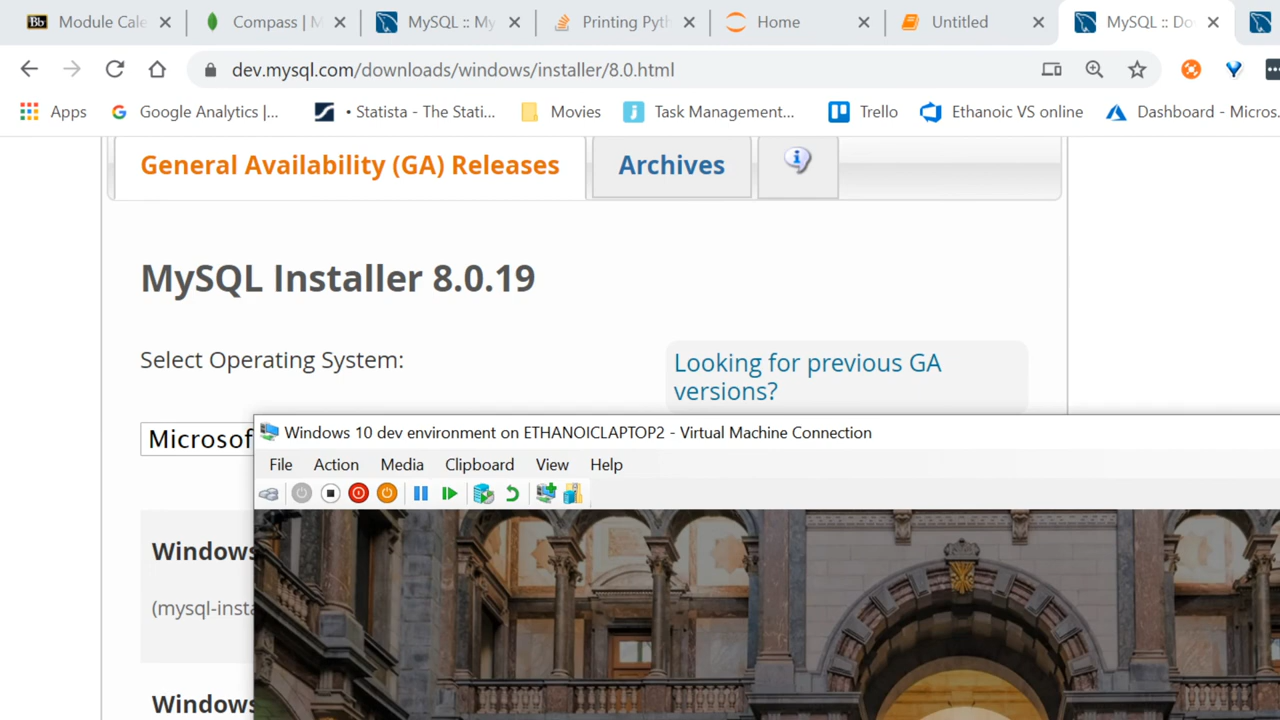 Bb Module Cale
Compass | M
MySQL :: My
Printing Pyth
Home
Untitled
MySQL :: Do
dev.mysql.com/downloads/windows/installer/8.0.html
Apps
Google Analytics |...
• Statista - The Stati...
Movies
Task Management...
Trello
Ethanoic VS online
Dashboard - Micros.
General Availability (GA) Releases
Archives
MySQL Installer 8.0.19
Select Operating System:
Looking for previous GA
versions?
Microsof
Windows 10 dev environment on ETHANOICLAPTOP2 - Virtual Machine Connection
File Action Media Clipboard View Help
Windows
(mysql-insta
Windows